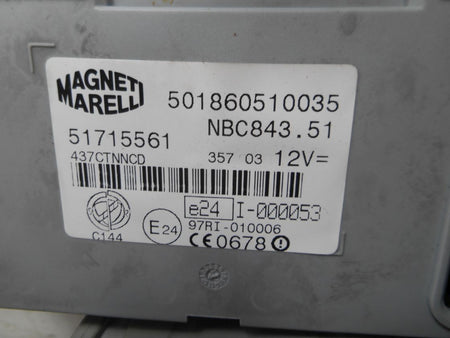 MAGNETI MARELLI
501860510035
NBC843.51
51715561
437CTNNCD 357 03 12V=
e24 I-000053
C144 E24 97RI-010006
CE0678